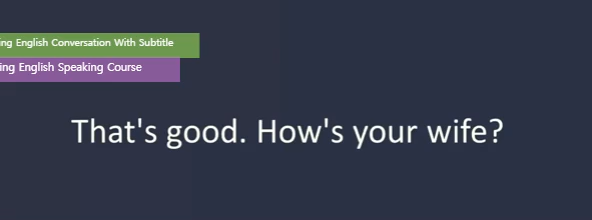 ing English Conversation With Subtitle
ing English Speaking Course
That's good. How's your wife?